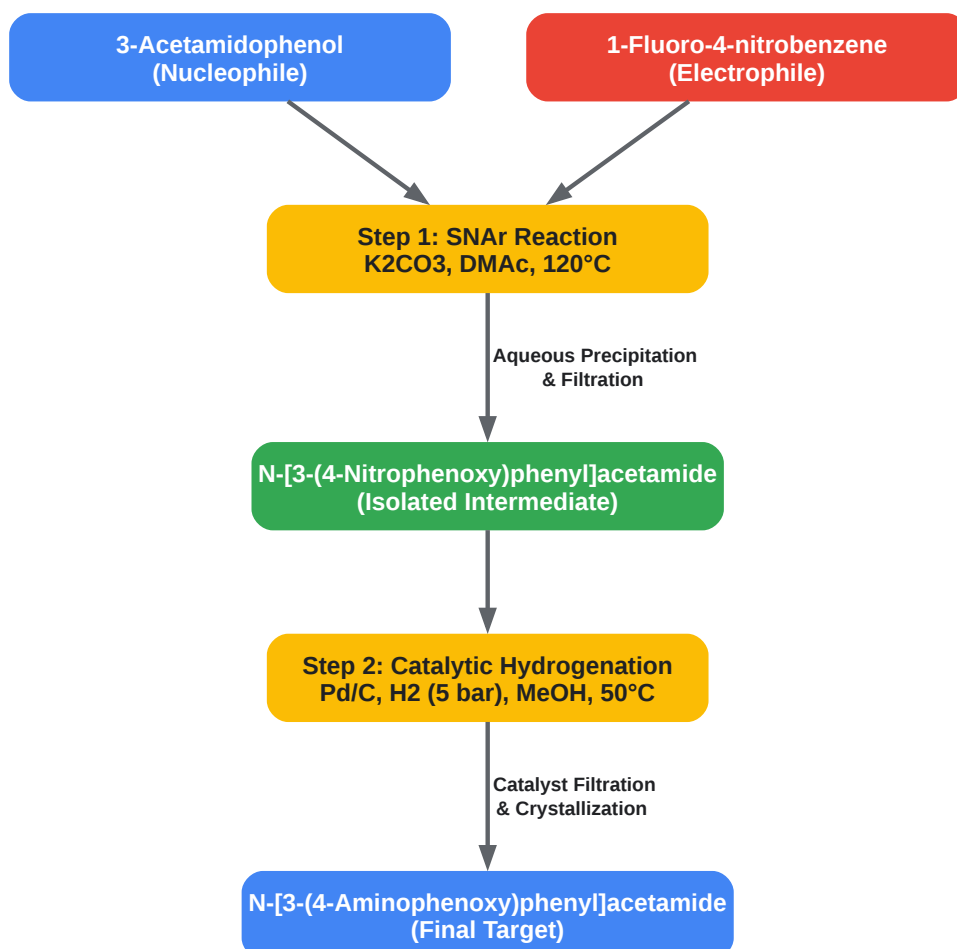 3-Acetamidophenol
(Nucleophile)
1-Fluoro-4-nitrobenzene
(Electrophile)
Step 1: SNAr Reaction
K2CO3, DMAc, 120°C
Aqueous Precipitation
& Filtration
N-[3-(4-Nitrophenoxy)phenyl]acetamide
(Isolated Intermediate)
Step 2: Catalytic Hydrogenation
Pd/C, H2 (5 bar), MeOH, 50°C
Catalyst Filtration
& Crystallization
N-[3-(4-Aminophenoxy)phenyl]acetamide
(Final Target)